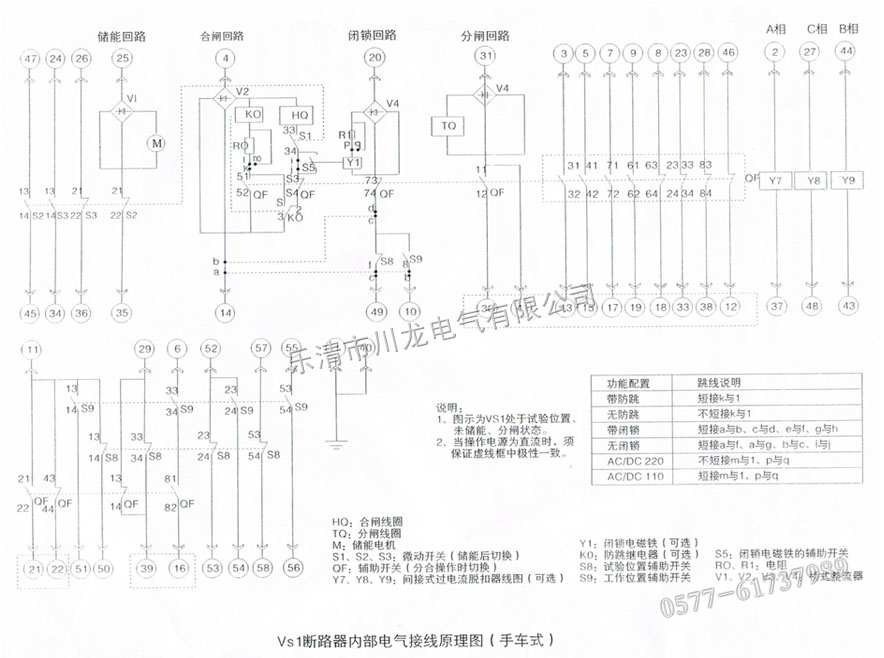 储能回路 合闸回路 闭锁回路 分闸回路 A相 C相 B相
47 24 26 25 4 20 31 3 5 7 9 8 23 28 46 2 27 44
V1 V2 V4 V4
M KO HQ TQ
RO 33 S1 R1
34 S5 Y1
51 S3 73 11 31 41 71 61 63 23 33 83
52 QF S4 QF 74 QF 12 QF 32 42 72 62 64 24 34 84 QF Y7 Y8 Y9
13 13 21 21
14 S2 14 S3 22 S3 22 S2
3 2 KO
d
c
b
a
f S8 8 S9
c b
45 34 36 35 14 49 10 30 13 15 17 19 18 33 38 12 37 48 43
乐清市川龙电气有限公司
11 29 6 52 57 55 40
13 14 S9 33 34 S9 23 24 S9 53 54 S9
13 14 S8 33 34 S8 23 24 S8 53 54 S8
21 22 QF 43 44 QF 13 14 QF 81 82 QF
21 22 51 50 39 16 53 54 58 56
说明:
1、图示为VS1处于试验位置、
未储能、分闸状态。
2、当操作电源为直流时，须
保证虚线框中极性一致。
功能配置 跳线说明
带防跳 短接k与1
无防跳 不短接k与1
带闭锁 短接a与b、c与d、e与f、g与h
无闭锁 短接a与f、a与g、b与c、i与j
AC/DC 220 不短接m与1、p与q
AC/DC 110 短接m与1、p与q
HQ: 合闸线圈
TQ: 分闸线圈
M: 储能电机
S1、S2、S3: 微动开关(储能后切换)
QF: 辅助开关(分合操作时切换)
Y7、Y8、Y9: 间接式过电流脱扣器线图(可选)
Y1: 闭锁电磁铁(可选)
K0: 防跳继电器(可选) S5: 闭锁电磁铁的辅助开关
S8: 试验位置辅助开关 RO、R1: 电阻
S9: 工作位置辅助开关 V1、V2、V3、V4: 桥式整流器
0577-61737989
Vs1断路器内部电气接线原理图(手车式)